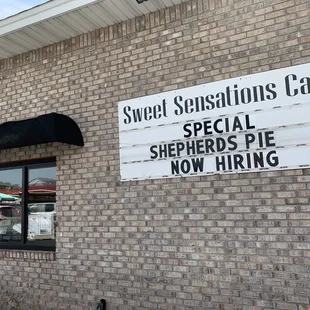 Sweet Sensations Ca
SPECIAL
SHEPHERDS PIE
NOW HIRING